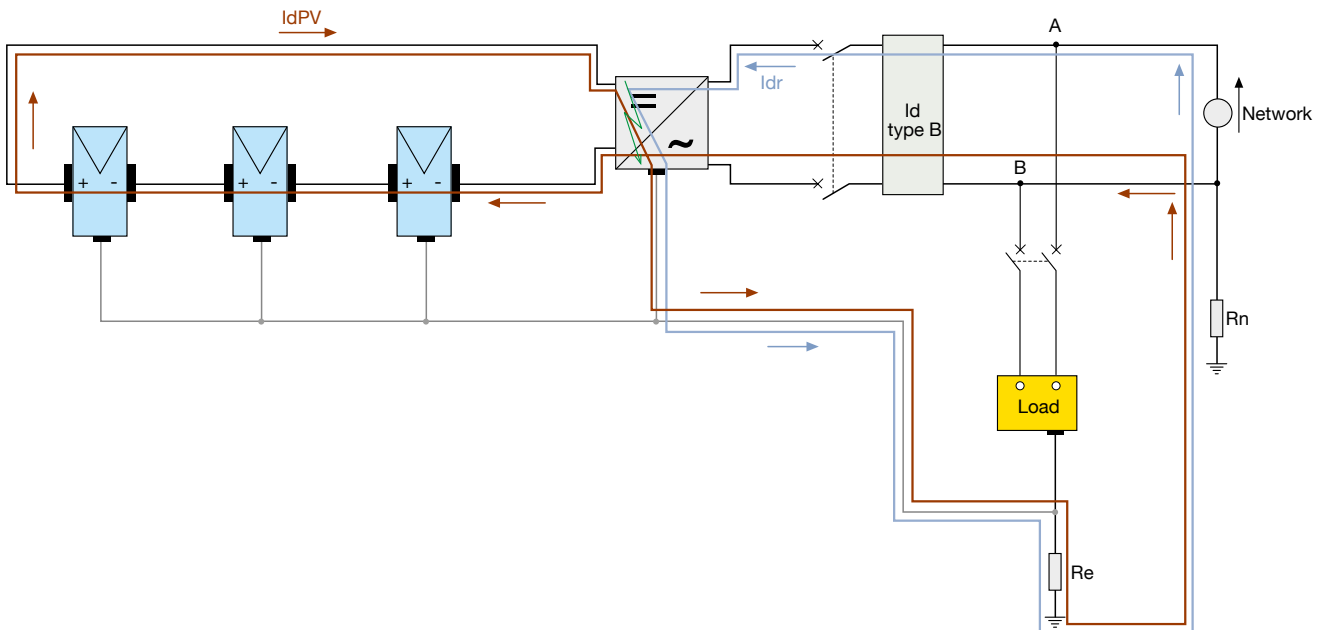 IdPV
A
Idr
Id
type B
Network
+ -
+ -
+ -
~
B
Rn
Load
Re